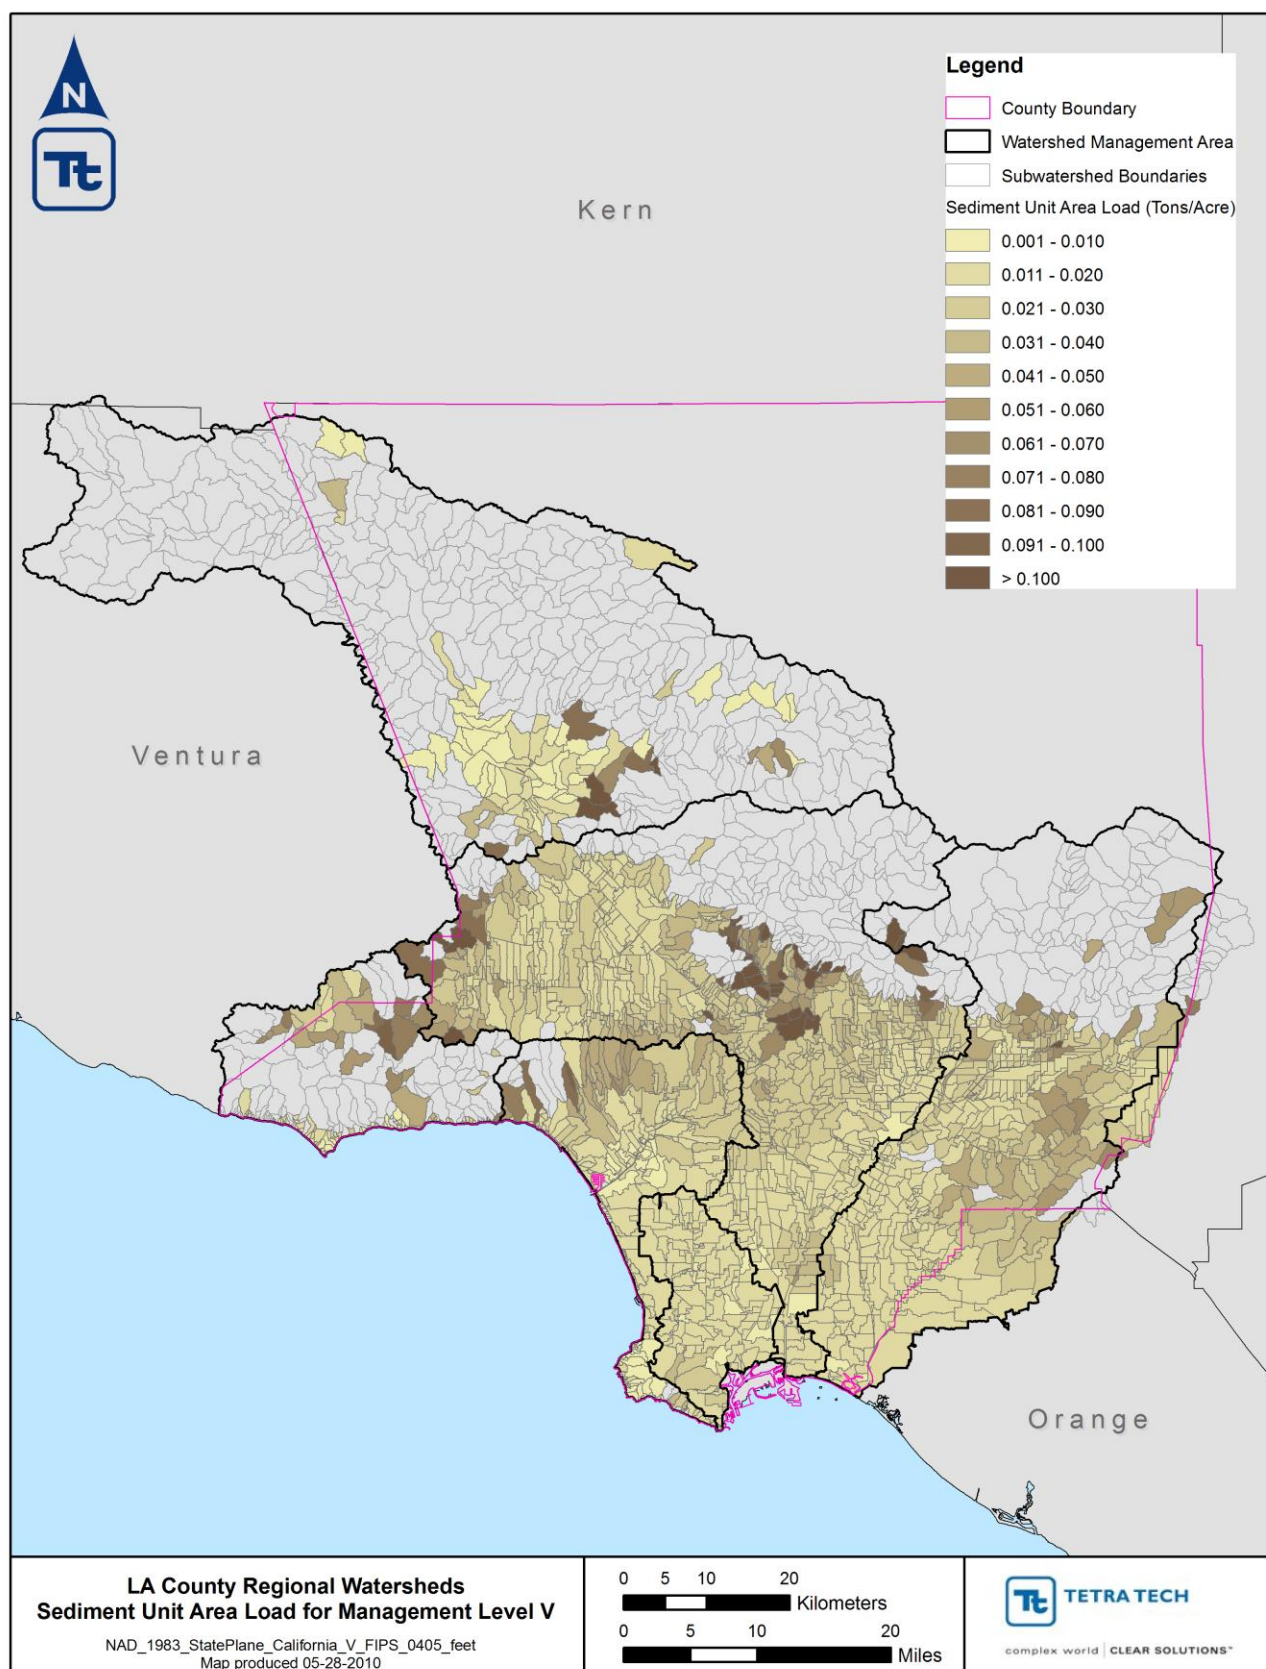 N
Tt
Legend
County Boundary
Watershed Management Area
Subwatershed Boundaries
Sediment Unit Area Load (Tons/Acre)
0.001 - 0.010
0.011 - 0.020
0.021 - 0.030
0.031 - 0.040
0.041 - 0.050
0.051 - 0.060
0.061 - 0.070
0.071 - 0.080
0.081 - 0.090
0.091 - 0.100
> 0.100
Kern
Ventura
Orange
LA County Regional Watersheds
Sediment Unit Area Load for Management Level V
NAD_1983_StatePlane_California_V_FIPS_0405_feet
Map produced 05-28-2010
0 5 10 20
Kilometers
0 5 10 20
Miles
Tt TETRA TECH
complex world | CLEAR SOLUTIONS™